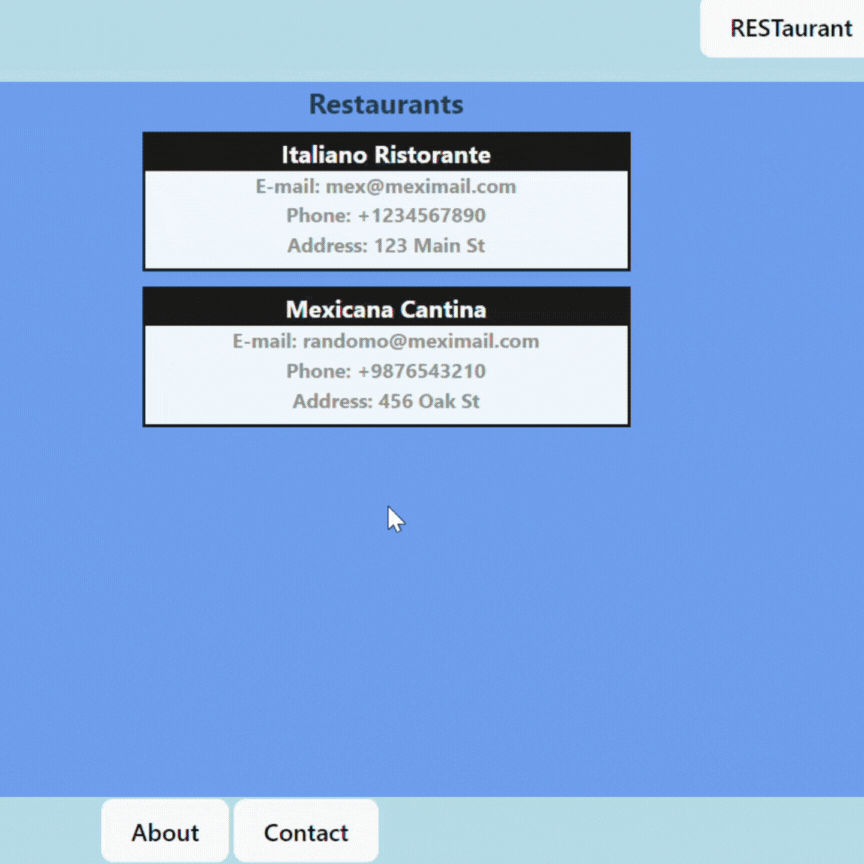 RESTaurant
Restaurants
Italiano Ristorante
E-mail: mex@meximail.com
Phone: +1234567890
Address: 123 Main St
Mexicana Cantina
E-mail: randomo@meximail.com
Phone: +9876543210
Address: 456 Oak St
About
Contact